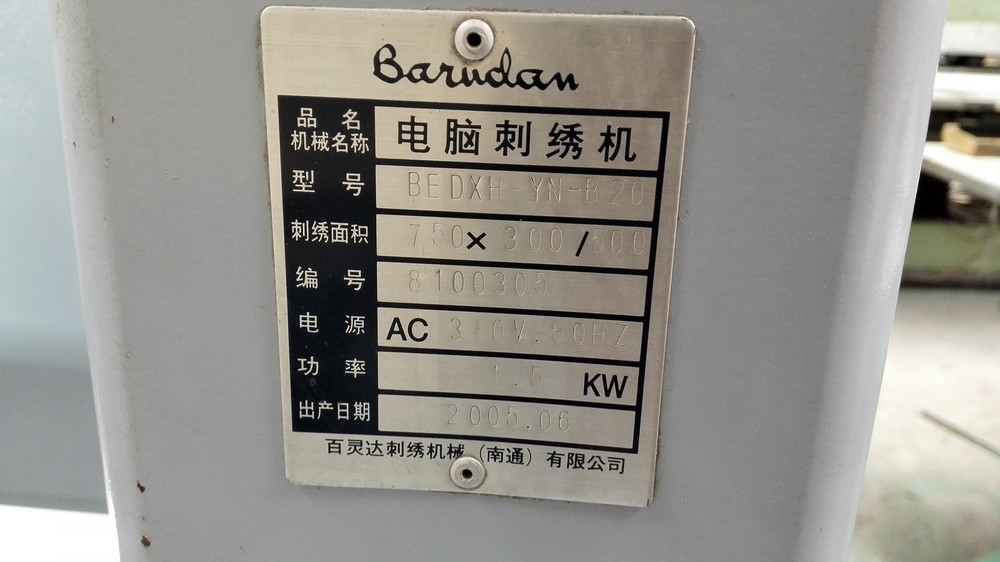 Barudan
品名
机械名称 电脑刺绣机
型号 BEDXH-YN-B20
刺绣面积 750×300/500
编号 8100305
电源 AC 380V.50HZ
功率 1.5 KW
出产日期 2005.06
百灵达刺绣机械（南通）有限公司